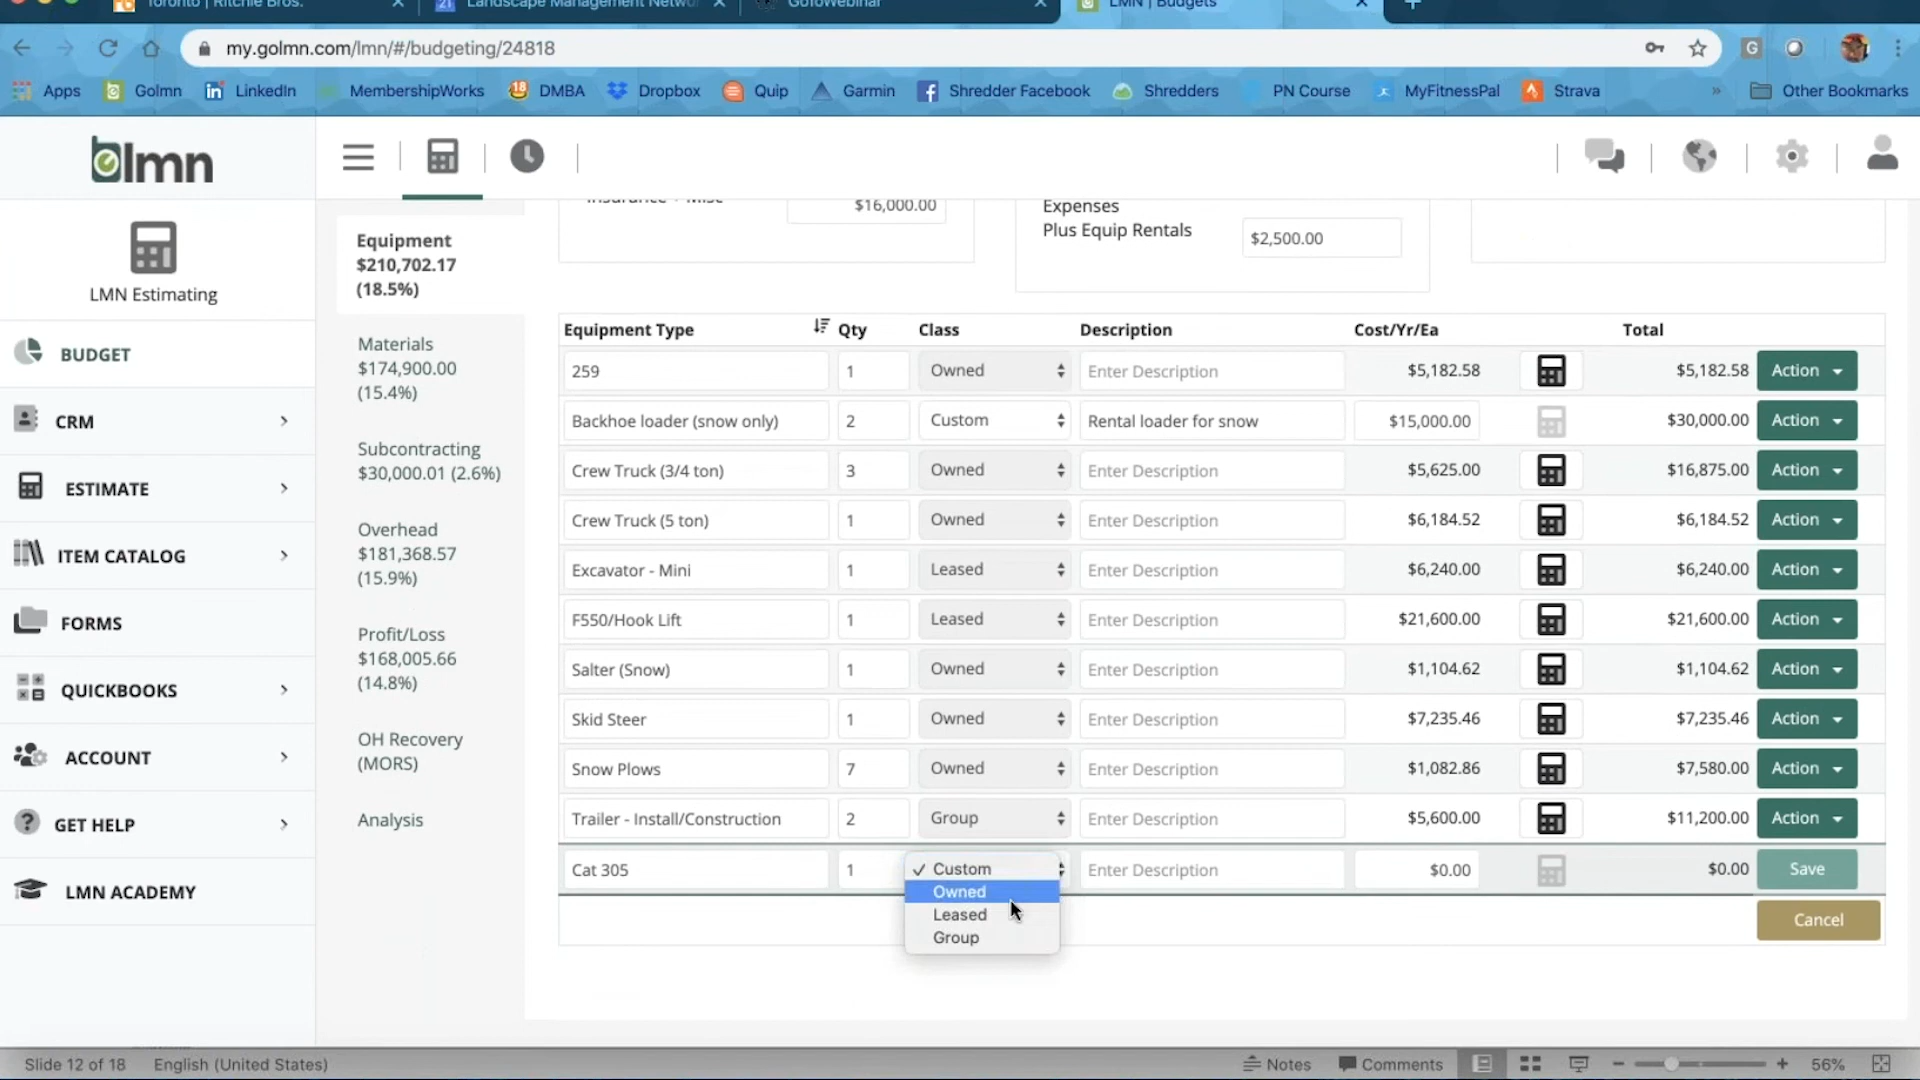 Toronto | Ritchie Bros.
Landscape Management Netwo
GoToWebinar
LMN | Budgets
my.golmn.com/lmn/#/budgeting/24818
G
Apps
Golmn
LinkedIn
MembershipWorks
DMBA
Dropbox
Quip
Garmin
Shredder Facebook
Shredders
PN Course
MyFitnessPal
Strava
»
Other Bookmarks
lmn
LMN Estimating
BUDGET
CRM
ESTIMATE
ITEM CATALOG
FORMS
QUICKBOOKS
ACCOUNT
GET HELP
LMN ACADEMY
Equipment
$210,702.17
(18.5%)
Materials
$174,900.00
(15.4%)
Subcontracting
$30,000.01 (2.6%)
Overhead
$181,368.57
(15.9%)
Profit/Loss
$168,005.66
(14.8%)
OH Recovery
(MORS)
Analysis
Insurance + Misc $16,000.00
Expenses
Plus Equip Rentals $2,500.00
Equipment Type Qty Class Description Cost/Yr/Ea Total
259 1 Owned Enter Description $5,182.58 $5,182.58 Action
Backhoe loader (snow only) 2 Custom Rental loader for snow $15,000.00 $30,000.00 Action
Crew Truck (3/4 ton) 3 Owned Enter Description $5,625.00 $16,875.00 Action
Crew Truck (5 ton) 1 Owned Enter Description $6,184.52 $6,184.52 Action
Excavator - Mini 1 Leased Enter Description $6,240.00 $6,240.00 Action
F550/Hook Lift 1 Leased Enter Description $21,600.00 $21,600.00 Action
Salter (Snow) 1 Owned Enter Description $1,104.62 $1,104.62 Action
Skid Steer 1 Owned Enter Description $7,235.46 $7,235.46 Action
Snow Plows 7 Owned Enter Description $1,082.86 $7,580.00 Action
Trailer - Install/Construction 2 Group Enter Description $5,600.00 $11,200.00 Action
Cat 305 1 ✓ Custom Enter Description $0.00 $0.00 Save
Owned
Leased
Group
Cancel
Slide 12 of 18 English (United States) Notes Comments 56%